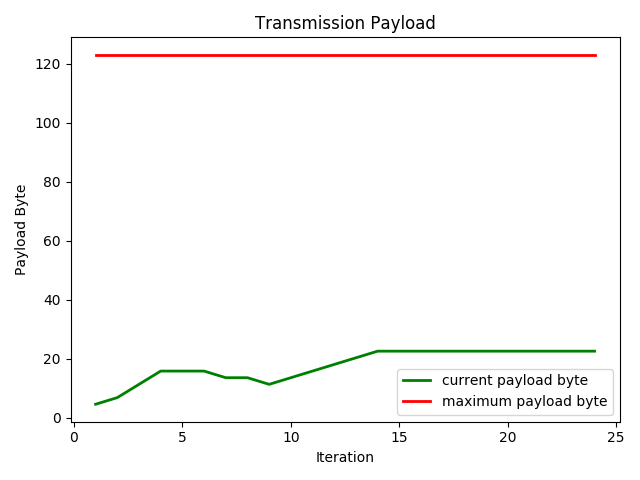 Transmission Payload
120
100
80
60
40
20
0
Payload Byte
0
5
10
15
20
25
Iteration
current payload byte
maximum payload byte